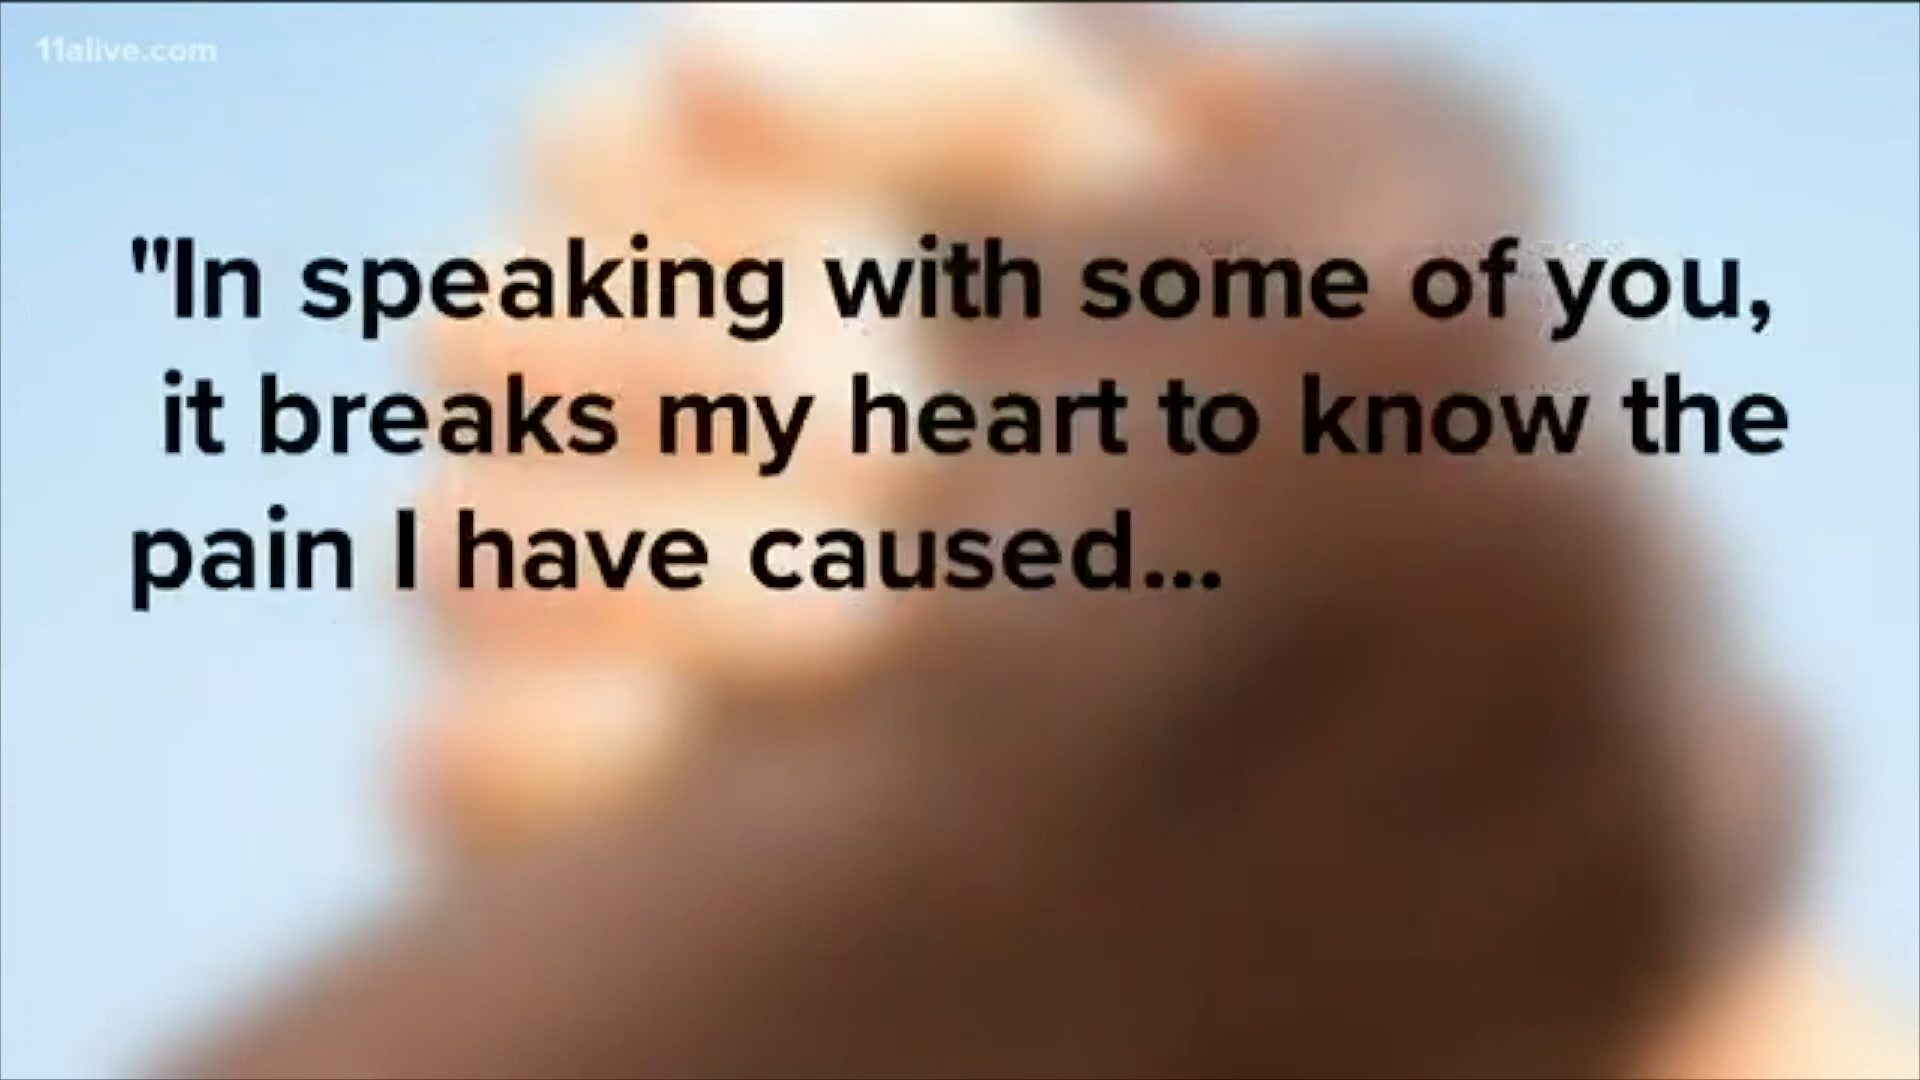 11alive.com
"In speaking with some of you,
it breaks my heart to know the
pain I have caused...